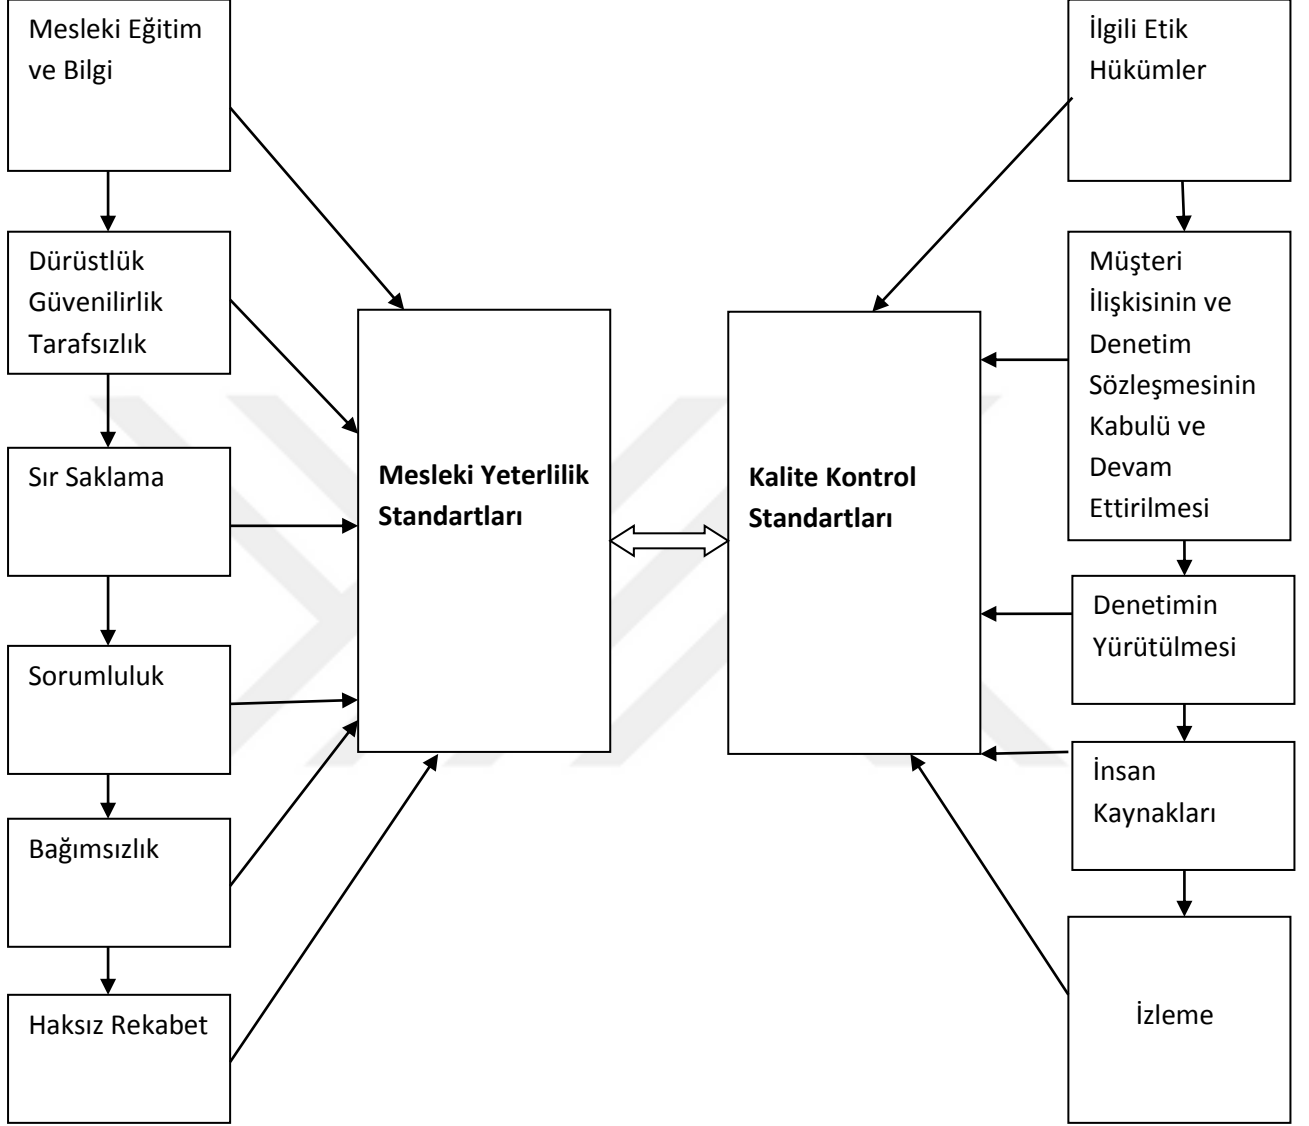 Mesleki Eğitim
ve Bilgi
Dürüstlük
Güvenilirlik
Tarafsızlık
Sır Saklama
Sorumluluk
Bağımsızlık
Haksız Rekabet
Mesleki Yeterlilik
Standartları
Kalite Kontrol
Standartları
İlgili Etik
Hükümler
Müşteri
İlişkisinin ve
Denetim
Sözleşmesinin
Kabulü ve
Devam
Ettirilmesi
Denetimin
Yürütülmesi
İnsan
Kaynakları
İzleme